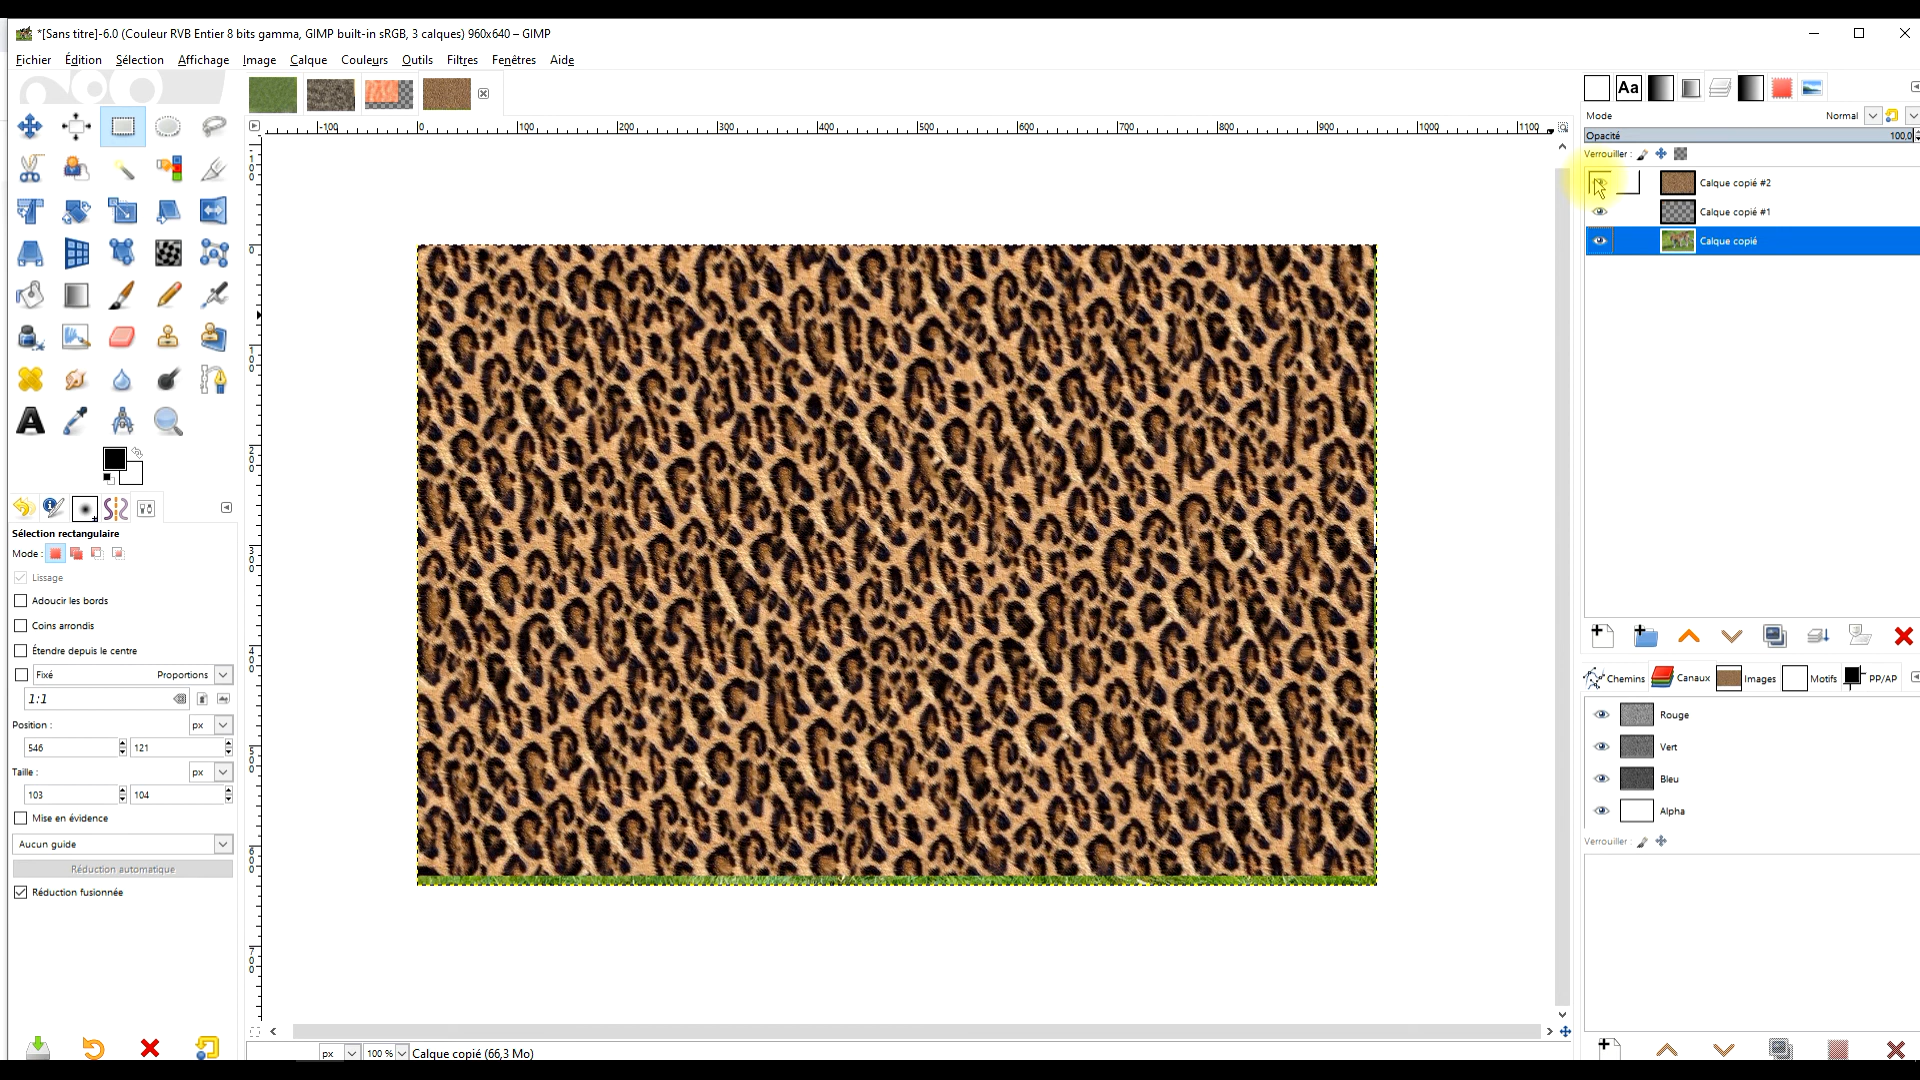 *[Sans titre]-6.0 (Couleur RVB Entier 8 bits gamma, GIMP built-in sRGB, 3 calques) 960x640 – GIMP
Fichier Édition Sélection Affichage Image Calque Couleurs Outils Filtres Fenêtres Aide
Aa
Mode Normal
Opacité 100,0
Verrouiller :
Calque copié #2
Calque copié #1
Calque copié
-100 0 100 200 300 400 500 600 700 800 900 1000 1100
Sélection rectangulaire
Mode :
Lissage
Adoucir les bords
Coins arrondis
Étendre depuis le centre
Fixé Proportions
1:1
Position : px
546 121
Taille : px
103 104
Mise en évidence
Aucun guide
Réduction automatique
Réduction fusionnée
Chemins Canaux Images Motifs PP/AP
Rouge
Vert
Bleu
Alpha
Verrouiller :
px 100 % Calque copié (66,3 Mo)